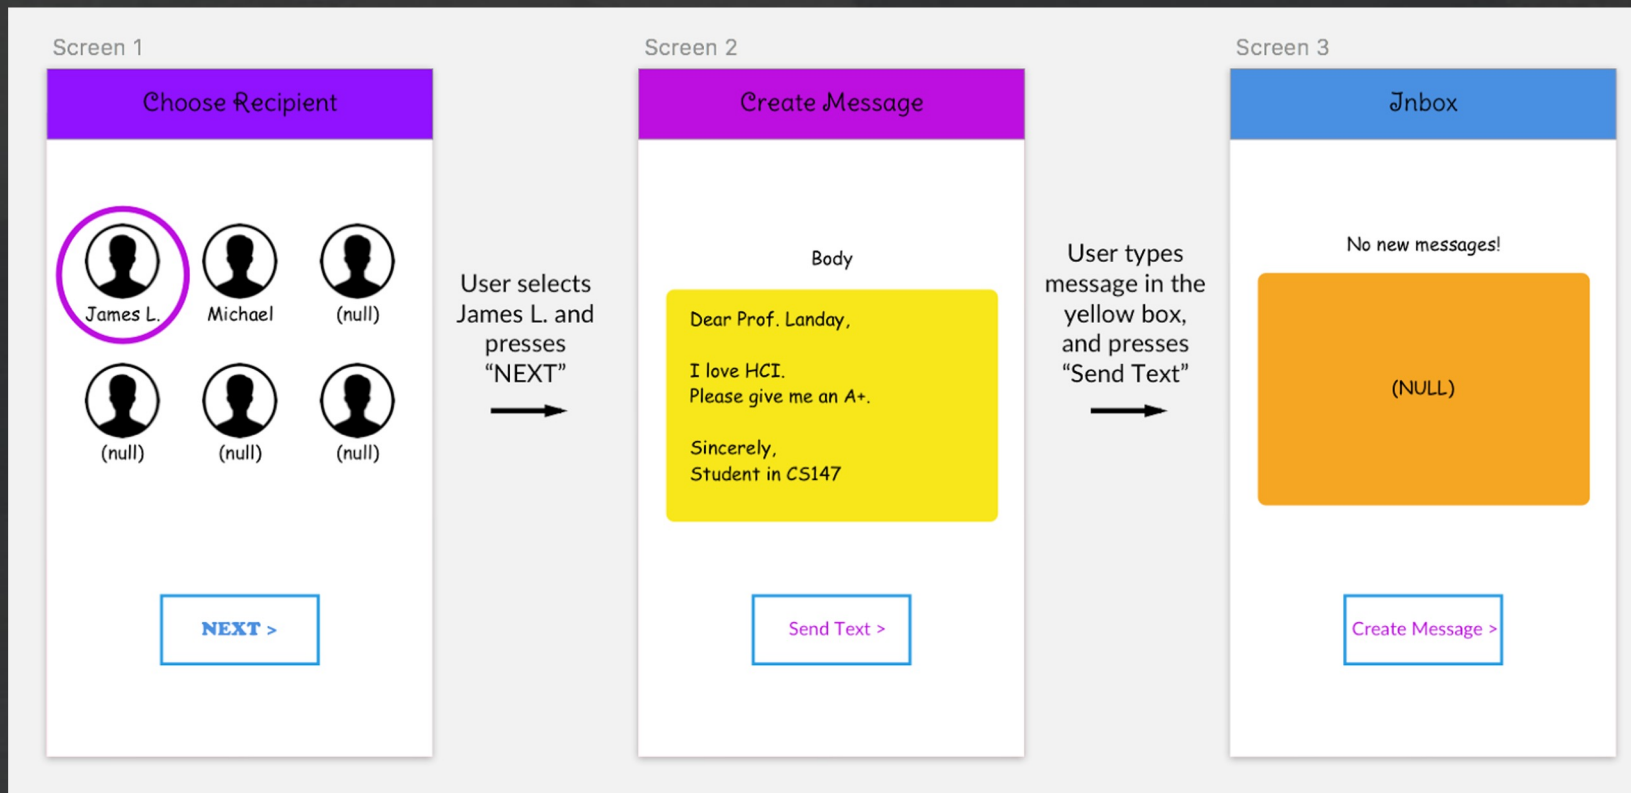 Screen 1
Choose Recipient
James L.
Michael
(null)
(null)
(null)
(null)
NEXT >
User selects
James L. and
presses
“NEXT”
Screen 2
Create Message
Body
Dear Prof. Landay,
I love HCI.
Please give me an A+.
Sincerely,
Student in CS147
Send Text >
User types
message in the
yellow box,
and presses
“Send Text”
Screen 3
Inbox
No new messages!
(NULL)
Create Message >